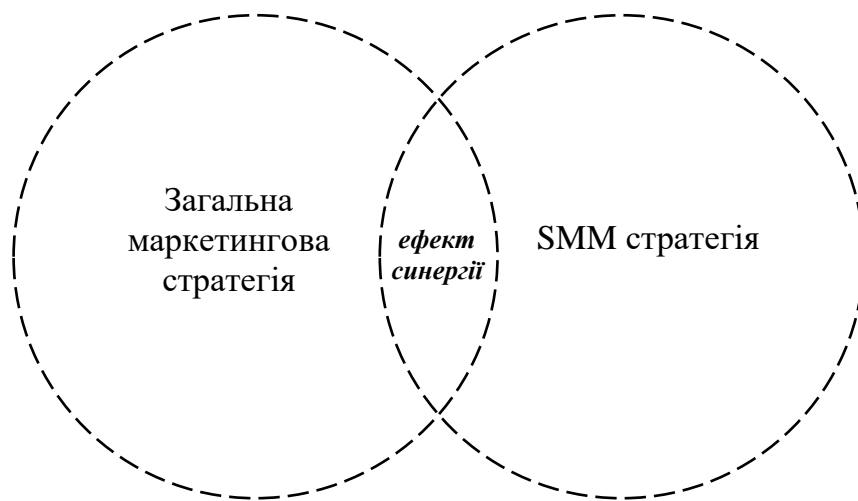 Загальна
маркетингова
стратегія
ефект
синергії
SMM стратегія